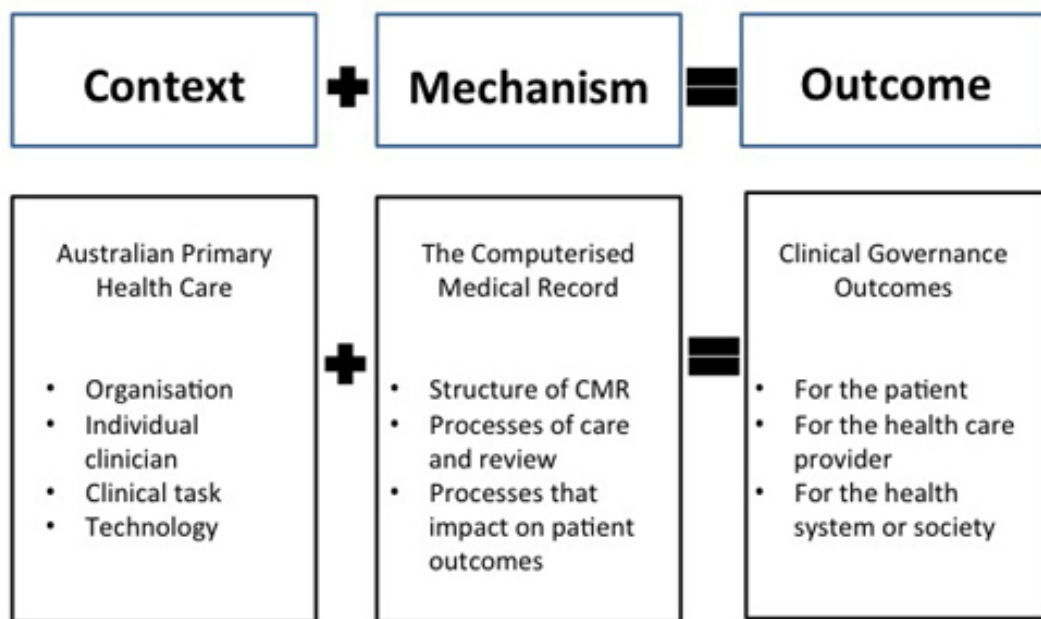 Context + Mechanism = Outcome
Australian Primary
Health Care
• Organisation
• Individual
clinician
• Clinical task
• Technology
+
The Computerised
Medical Record
• Structure of CMR
• Processes of care
and review
• Processes that
impact on patient
outcomes
=
Clinical Governance
Outcomes
• For the patient
• For the health care
provider
• For the health
system or society